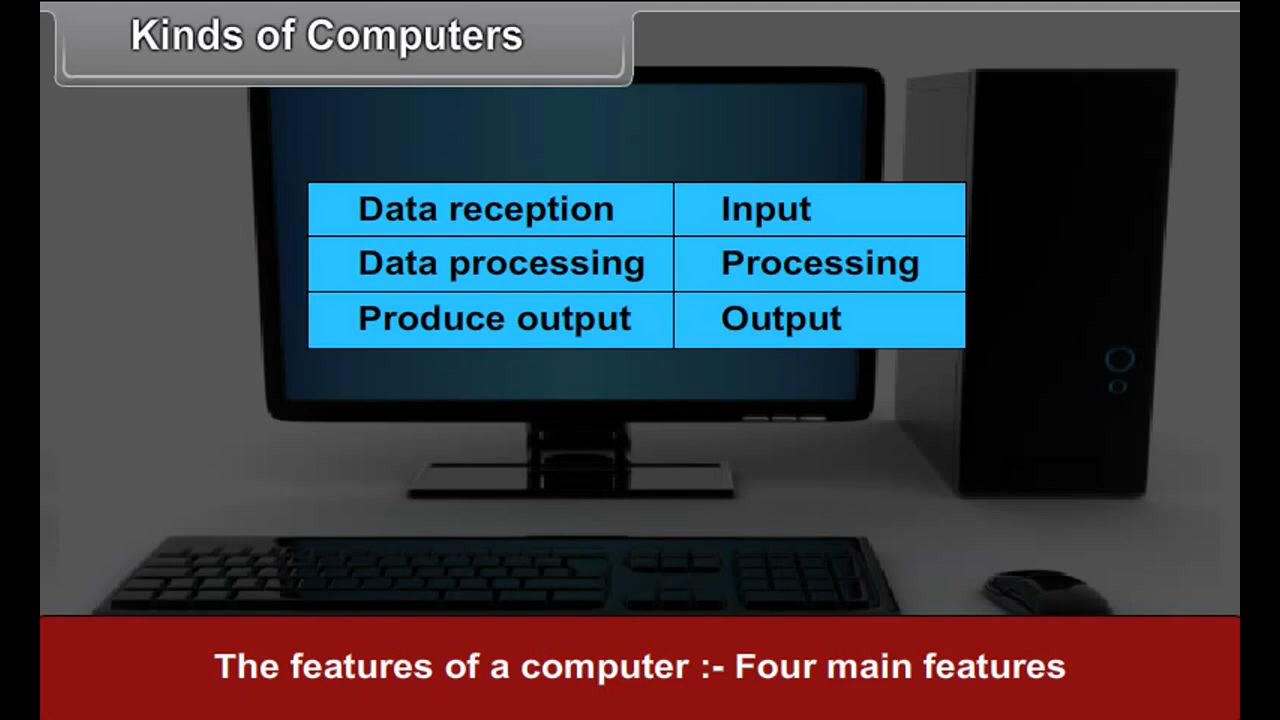 Kinds of Computers
Data reception Input
Data processing Processing
Produce output Output
The features of a computer :- Four main features